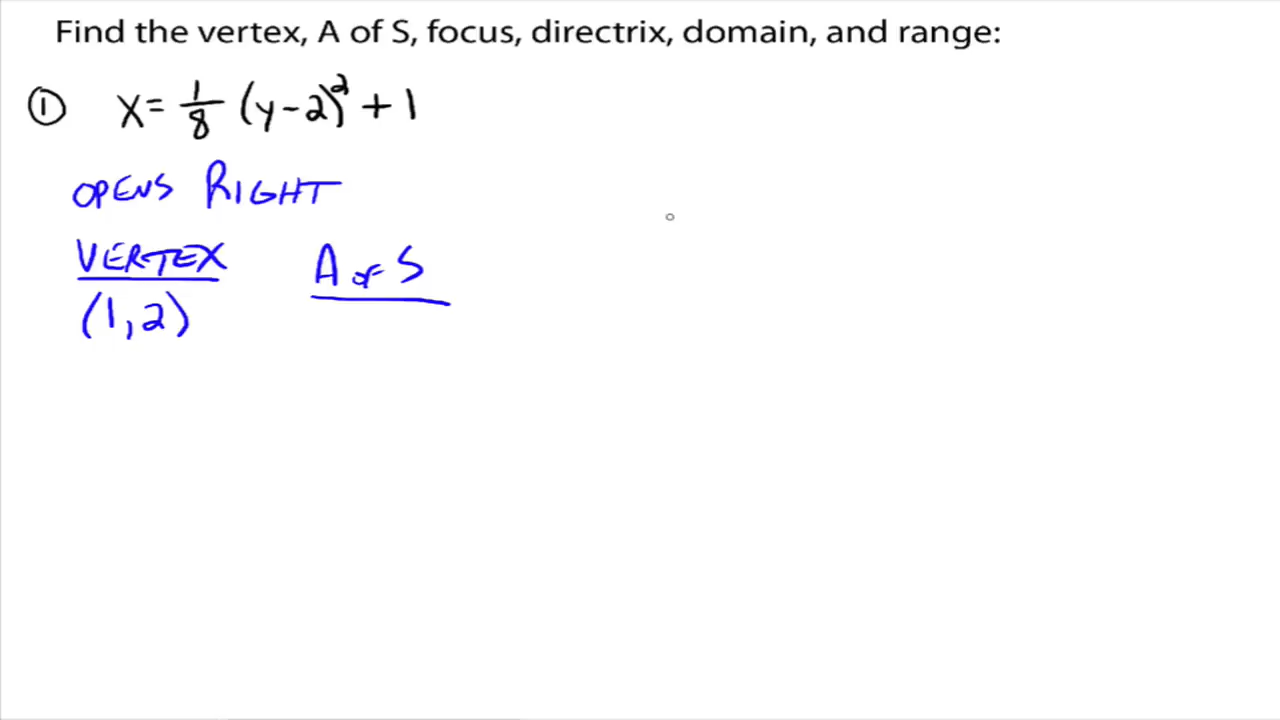 Find the vertex, A of S, focus, directrix, domain, and range:
① x = 1/8 (y-2)² + 1
OPENS RIGHT
VERTEX A of S
(1,2)